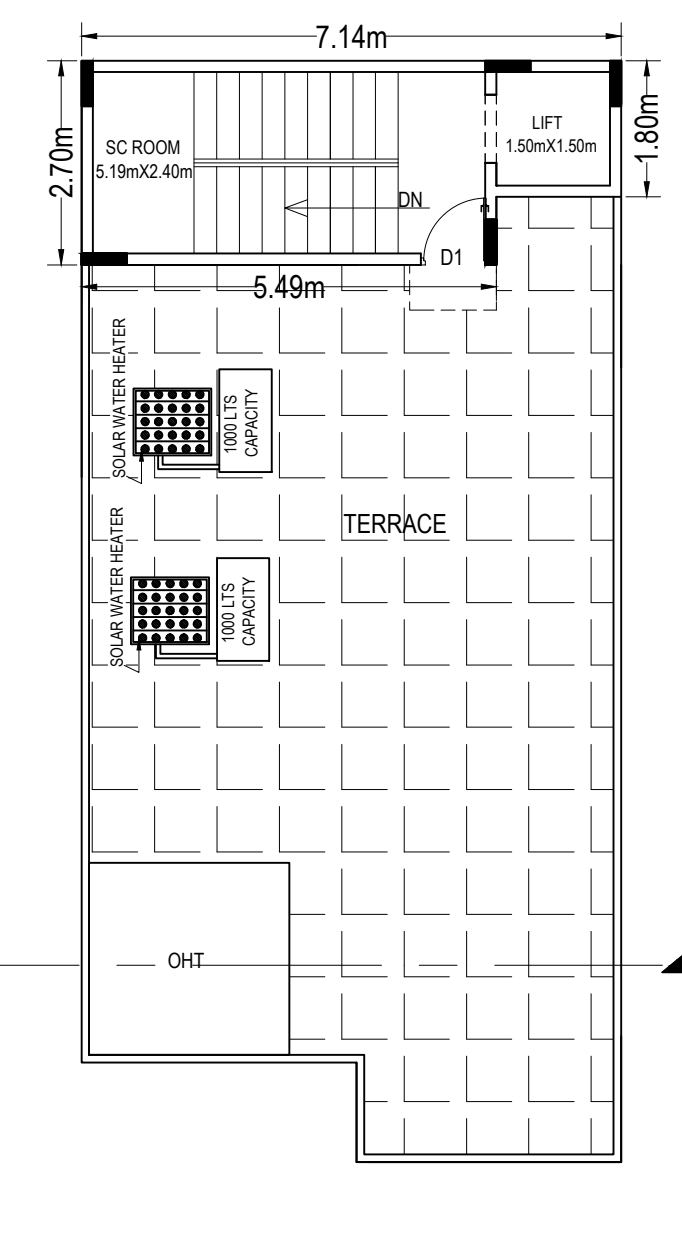 7.14m
2.70m
SC ROOM
5.19mX2.40m
LIFT
1.50mX1.50m
1.80m
DN
D1
5.49m
SOLAR WATER HEATER
1000 LTS
CAPACITY
TERRACE
SOLAR WATER HEATER
1000 LTS
CAPACITY
OHT